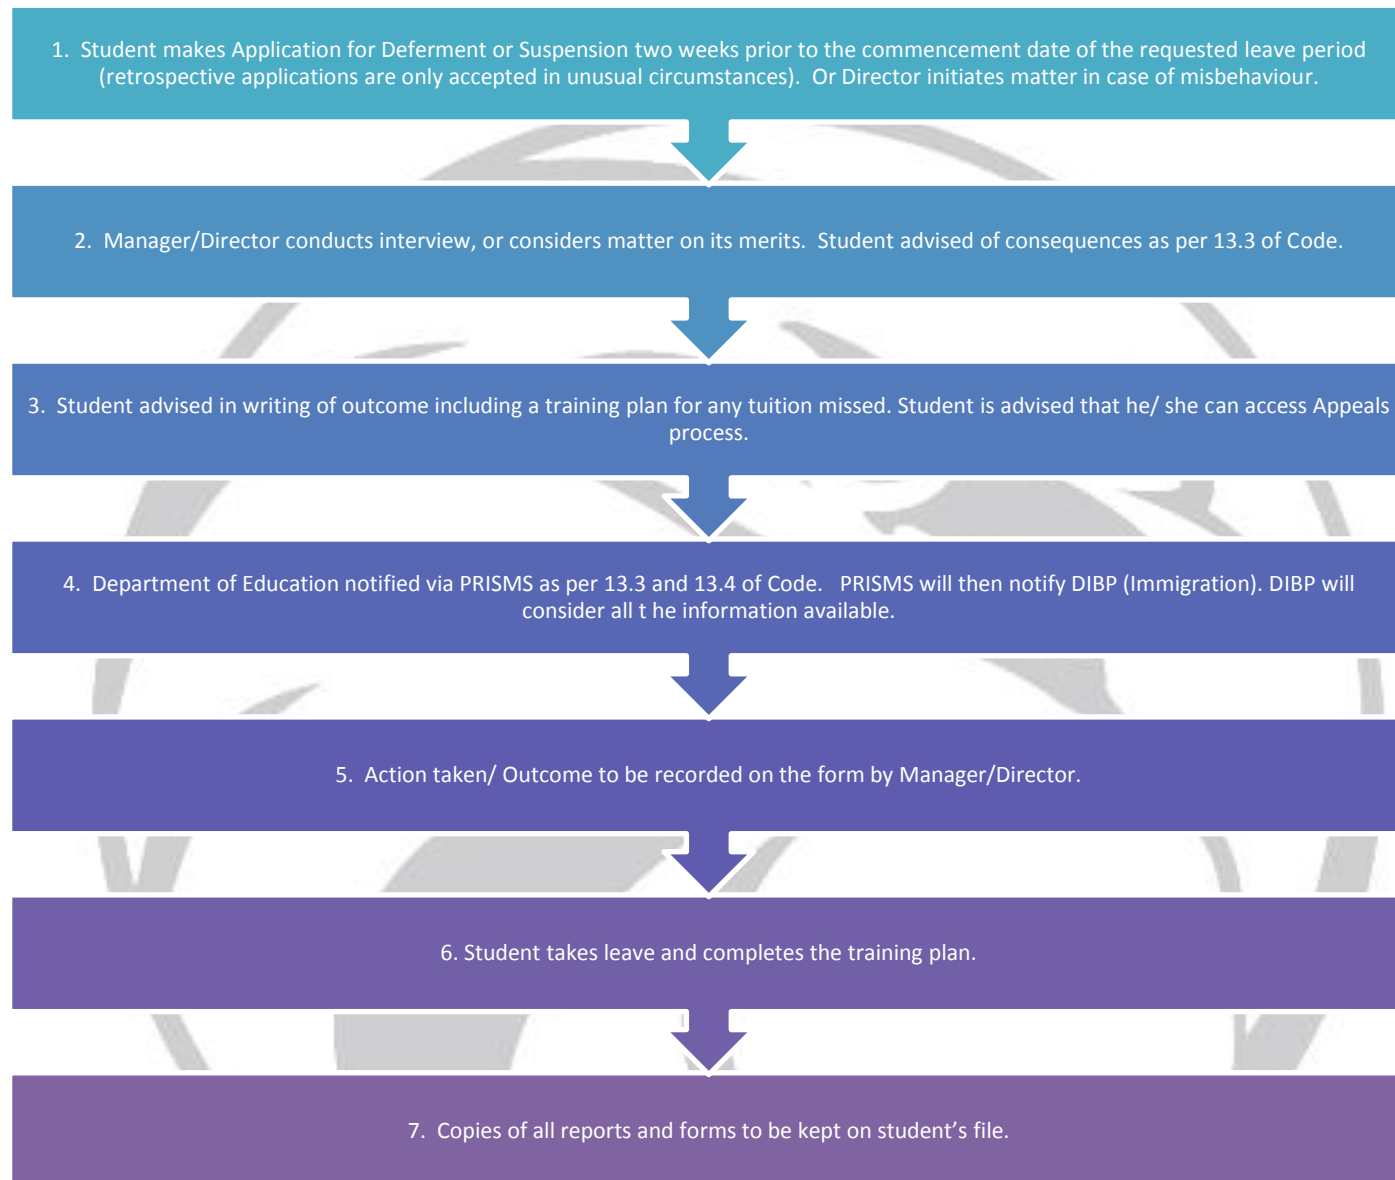 1. Student makes Application for Deferment or Suspension two weeks prior to the commencement date of the requested leave period
(retrospective applications are only accepted in unusual circumstances). Or Director initiates matter in case of misbehaviour.
2. Manager/Director conducts interview, or considers matter on its merits. Student advised of consequences as per 13.3 of Code.
3. Student advised in writing of outcome including a training plan for any tuition missed. Student is advised that he/ she can access Appeals
process.
4. Department of Education notified via PRISMS as per 13.3 and 13.4 of Code. PRISMS will then notify DIBP (Immigration). DIBP will
consider all t he information available.
5. Action taken/ Outcome to be recorded on the form by Manager/Director.
6. Student takes leave and completes the training plan.
7. Copies of all reports and forms to be kept on student’s file.